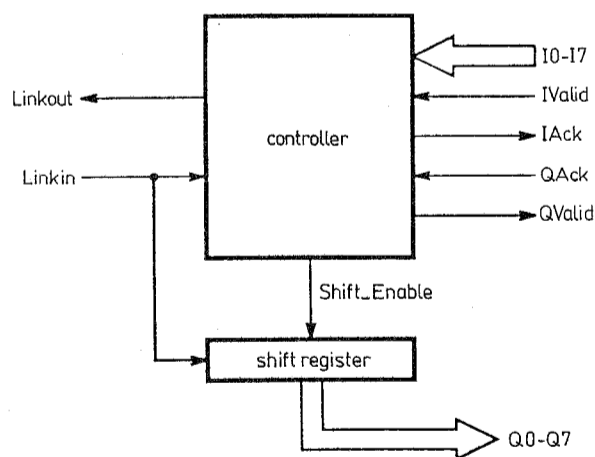 I0-I7
Linkout
IValid
controller
IAck
Linkin
QAck
QValid
Shift_Enable
shift register
Q0-Q7